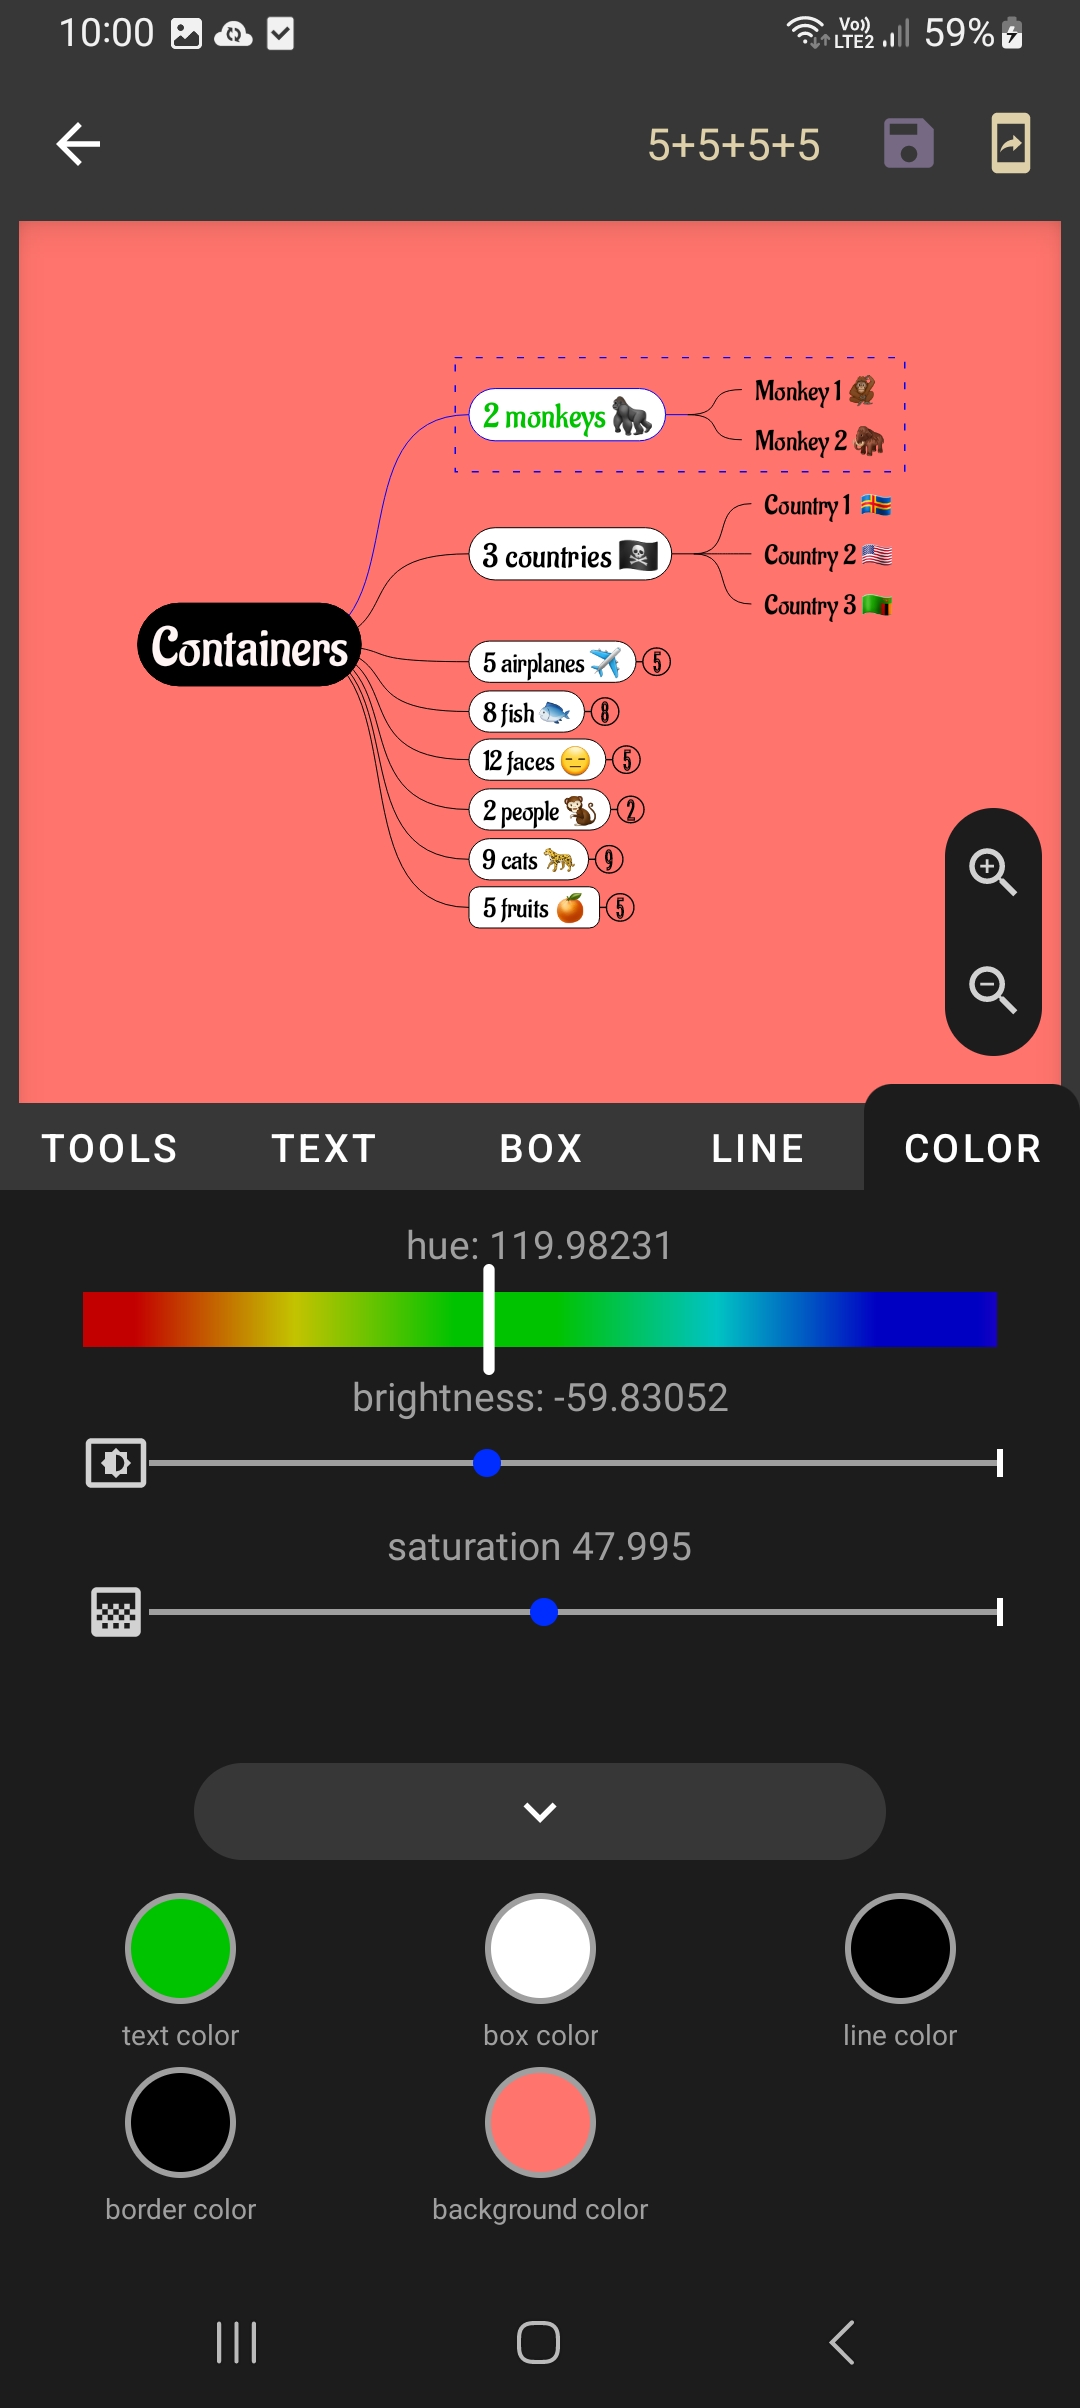 10:00
Vo))
LTE2
59%
5+5+5+5
2 monkeys
Monkey 1
Monkey 2
3 countries
Country 1
Country 2
Country 3
Containers
5 airplanes 5
8 fish 8
12 faces 5
2 people 2
9 cats 9
5 fruits 5
TOOLS TEXT BOX LINE COLOR
hue: 119.98231
brightness: -59.83052
saturation 47.995
text color box color line color
border color background color